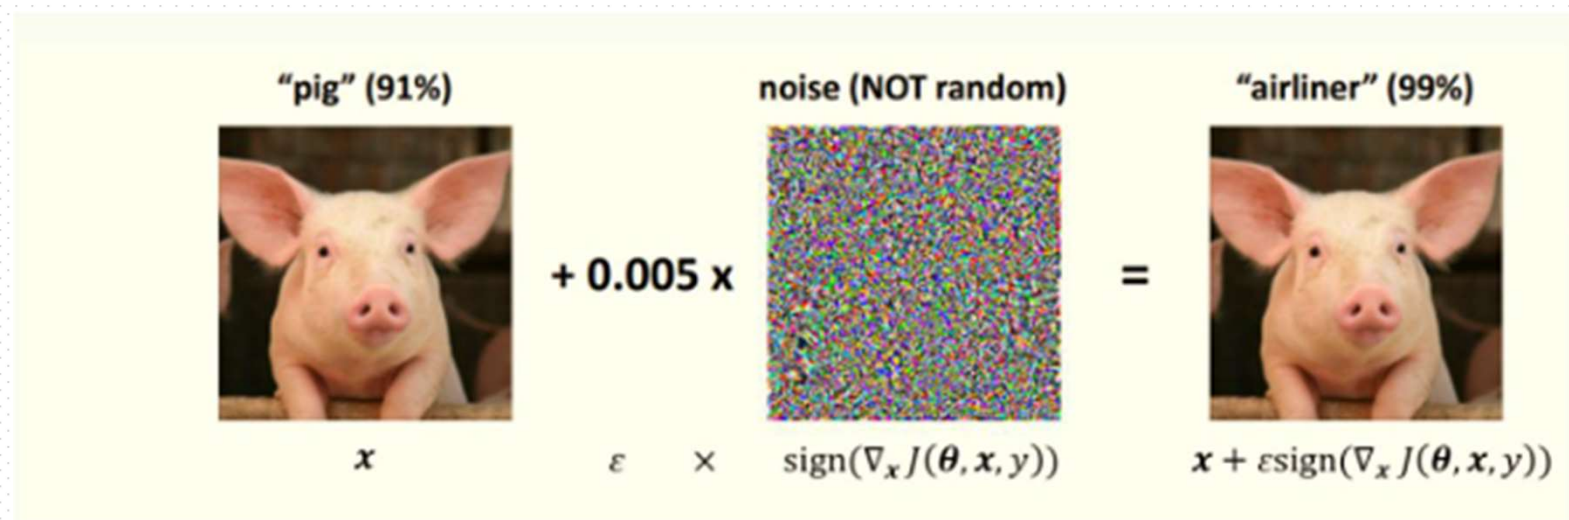 “pig” (91%)
noise (NOT random)
“airliner” (99%)
+ 0.005 x
=
x
ε × sign(∇ₓ J(θ, x, y))
x + εsign(∇ₓ J(θ, x, y))